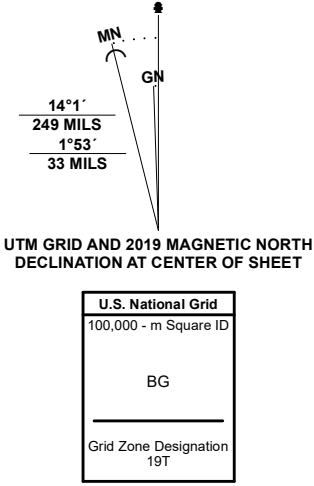 MN
GN
14°1´
249 MILS
1°53´
33 MILS
UTM GRID AND 2019 MAGNETIC NORTH
DECLINATION AT CENTER OF SHEET
U.S. National Grid
100,000 - m Square ID
BG
Grid Zone Designation
19T